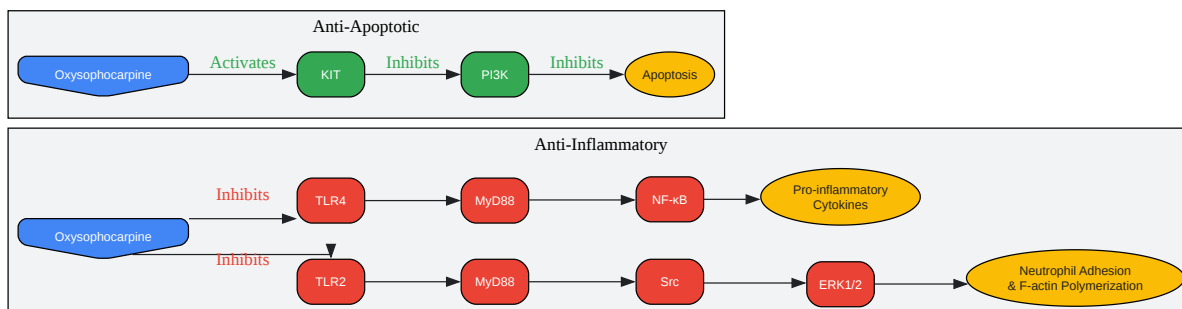 Anti-Apoptotic
Oxysophocarpine
Activates
KIT
Inhibits
PI3K
Inhibits
Apoptosis
Anti-Inflammatory
Oxysophocarpine
Inhibits
TLR4
MyD88
NF-κB
Pro-inflammatory
Cytokines
Inhibits
TLR2
MyD88
Src
ERK1/2
Neutrophil Adhesion
& F-actin Polymerization